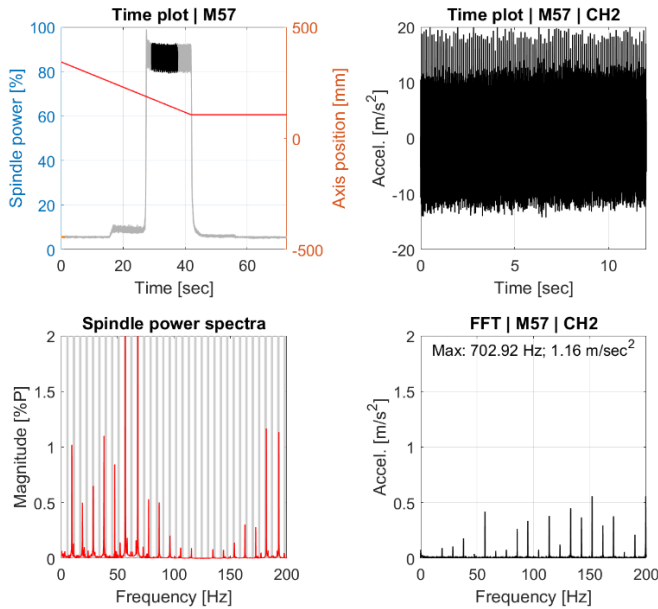 Time plot | M57
Spindle power [%]
100
80
60
40
20
0
500
0
-500
Axis position [mm]
0
20
40
60
Time [sec]
Time plot | M57 | CH2
Accel. [m/s²]
20
10
0
-10
-20
0
5
10
Time [sec]
Spindle power spectra
Magnitude [%P]
2
1.5
1
0.5
0
0
50
100
150
200
Frequency [Hz]
FFT | M57 | CH2
Max: 702.92 Hz; 1.16 m/sec²
Accel. [m/s²]
2
1.5
1
0.5
0
0
50
100
150
200
Frequency [Hz]